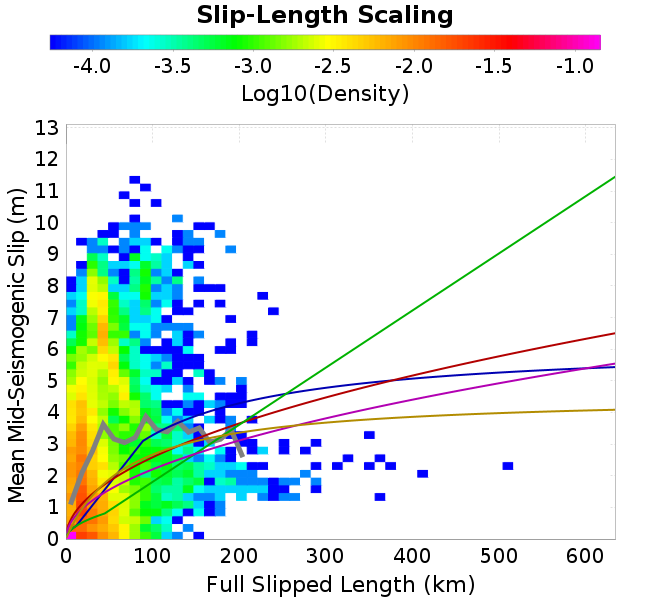 Slip-Length Scaling
-4.0 -3.5 -3.0 -2.5 -2.0 -1.5 -1.0
Log10(Density)
13
12
11
10
9
8
7
6
5
4
3
2
1
0
Mean Mid-Seismogenic Slip (m)
0 100 200 300 400 500 600
Full Slipped Length (km)